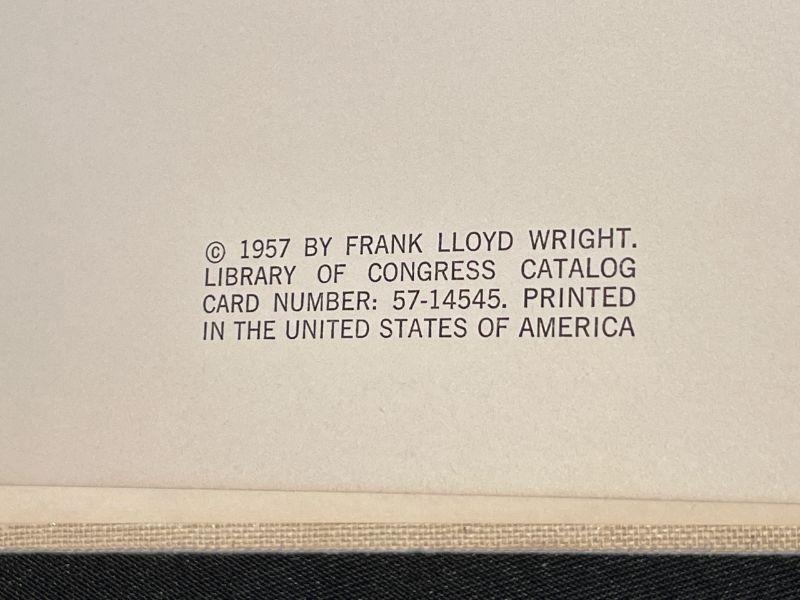 © 1957 BY FRANK LLOYD WRIGHT.
LIBRARY OF CONGRESS CATALOG
CARD NUMBER: 57-14545. PRINTED
IN THE UNITED STATES OF AMERICA